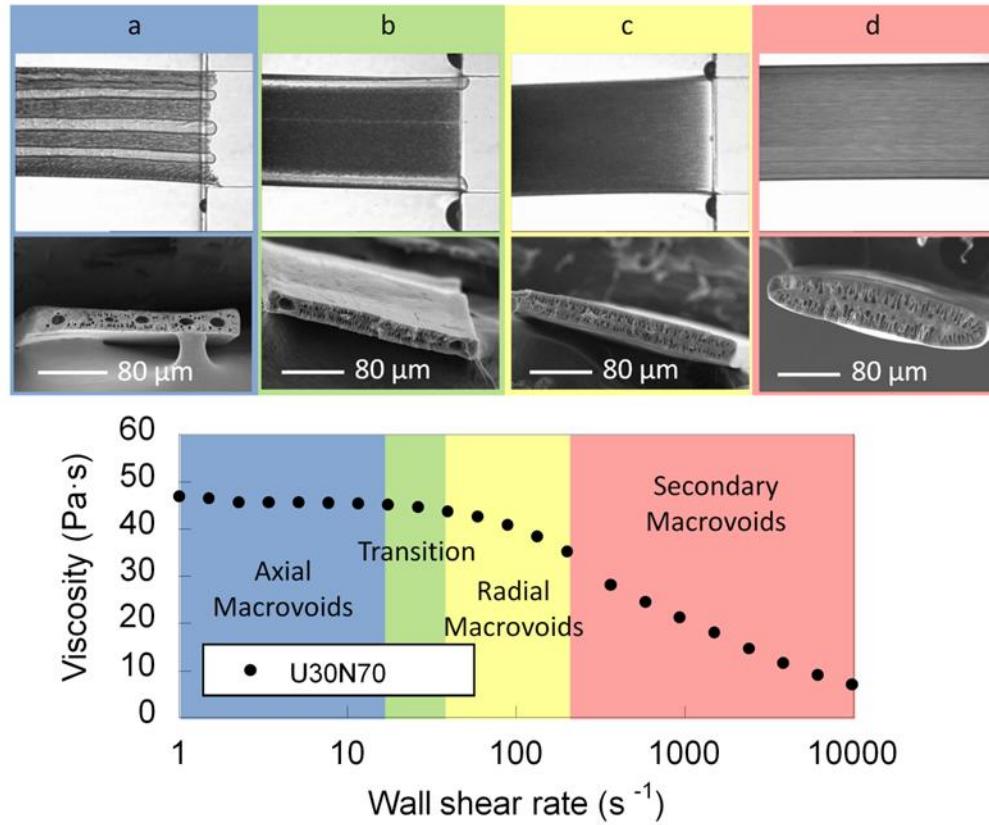 a
b
c
d
80 µm
80 µm
80 µm
80 µm
60
50
40
30
20
10
0
Viscosity (Pa·s)
Axial
Macrovoids
Transition
Radial
Macrovoids
Secondary
Macrovoids
U30N70
1 10 100 1000 10000
Wall shear rate (s ⁻¹)